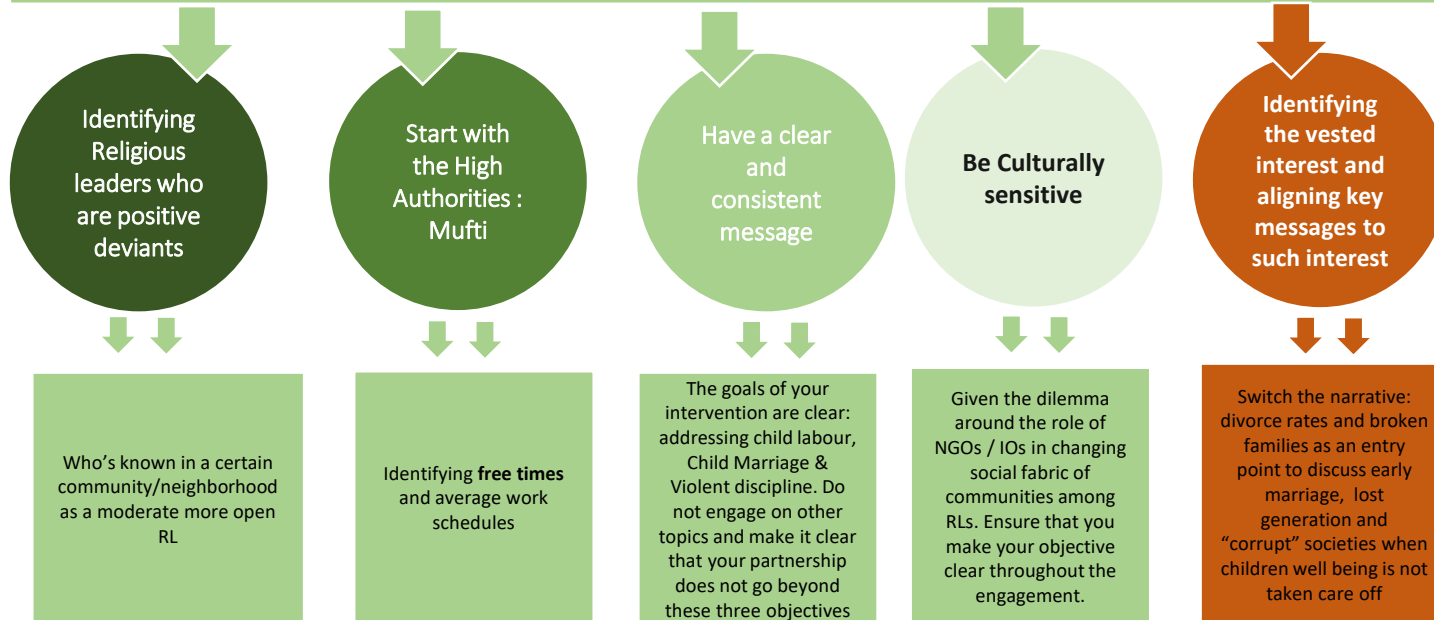 Identifying
Religious
leaders who
are positive
deviants
Start with
the High
Authorities :
Mufti
Have a clear
and
consistent
message
Be Culturally
sensitive
Identifying
the vested
interest and
aligning key
messages to
such interest
Who's known in a certain
community/neighborhood
as a moderate more open
RL
Identifying free times
and average work
schedules
The goals of your
intervention are clear:
addressing child labour,
Child Marriage &
Violent discipline. Do
not engage on other
topics and make it clear
that your partnership
does not go beyond
these three objectives
Given the dilemma
around the role of
NGOs / IOs in changing
social fabric of
communities among
RLs. Ensure that you
make your objective
clear throughout the
engagement.
Switch the narrative:
divorce rates and broken
families as an entry
point to discuss early
marriage, lost
generation and
“corrupt” societies when
children well being is not
taken care off